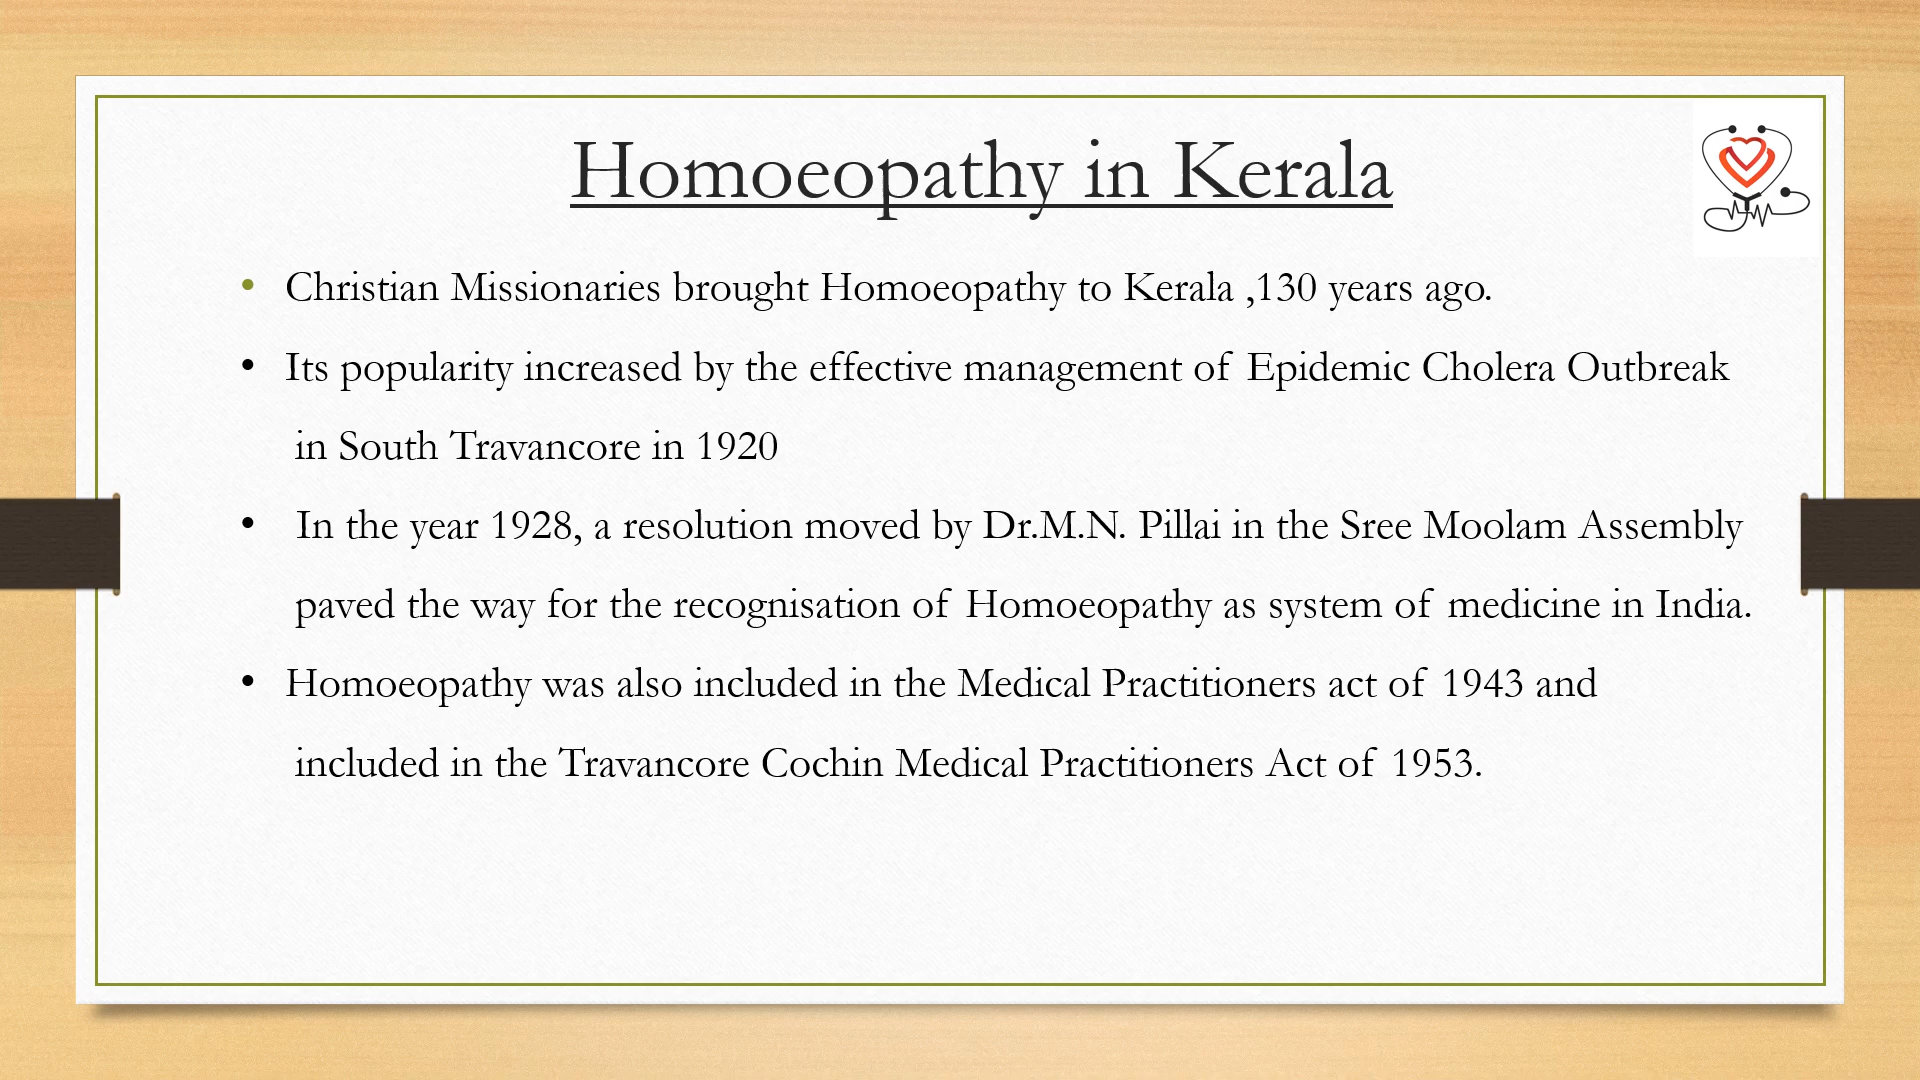 Homoeopathy in Kerala
• Christian Missionaries brought Homoeopathy to Kerala ,130 years ago.
• Its popularity increased by the effective management of Epidemic Cholera Outbreak
in South Travancore in 1920
• In the year 1928, a resolution moved by Dr.M.N. Pillai in the Sree Moolam Assembly
paved the way for the recognisation of Homoeopathy as system of medicine in India.
• Homoeopathy was also included in the Medical Practitioners act of 1943 and
included in the Travancore Cochin Medical Practitioners Act of 1953.